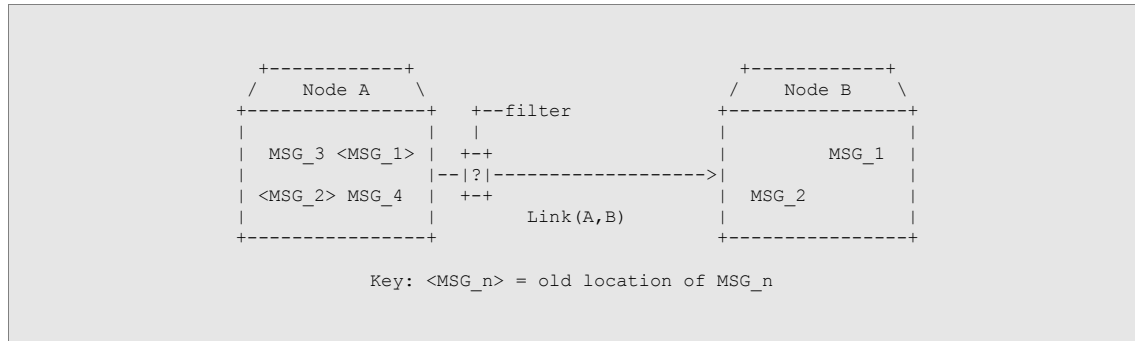 +------------+ +------------+
/ Node A \ / Node B \
+----------------+ +--filter +----------------+
| | | | |
| MSG_3 <MSG_1> | +-+ | MSG_1 |
| |--|?|------------------->| |
| <MSG_2> MSG_4 | +-+ | MSG_2 |
| | Link(A,B) | |
+----------------+ +----------------+
Key: <MSG_n> = old location of MSG_n